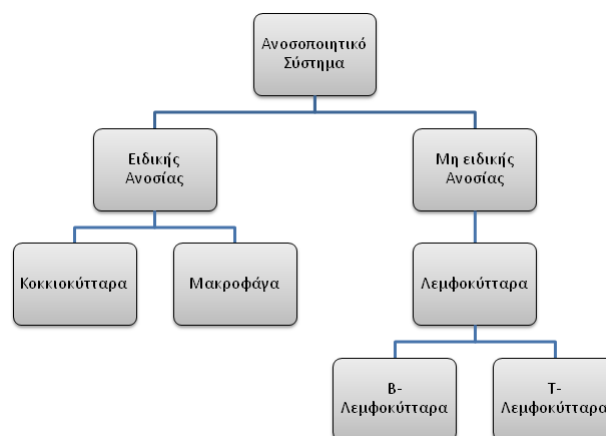 Ανοσοποιητικό
Σύστημα
Ειδικής
Ανοσίας
Μη ειδικής
Ανοσίας
Κοκκιοκύτταρα
Μακροφάγα
Λεμφοκύτταρα
Β-
Λεμφοκύτταρα
Τ-
Λεμφοκύτταρα